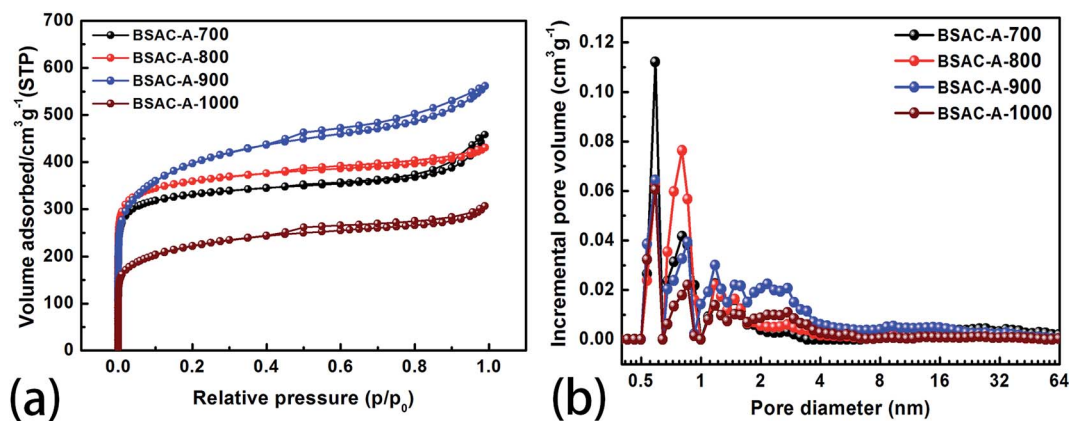 700
600
500
400
300
200
100
0
Volume adsorbed/cm³g⁻¹(STP)
BSAC-A-700
BSAC-A-800
BSAC-A-900
BSAC-A-1000
0.0 0.2 0.4 0.6 0.8 1.0
Relative pressure (p/p₀)
(a)
0.12
0.10
0.08
0.06
0.04
0.02
0.00
Incremental pore volume (cm³g⁻¹)
BSAC-A-700
BSAC-A-800
BSAC-A-900
BSAC-A-1000
0.5 1 2 4 8 16 32 64
Pore diameter (nm)
(b)